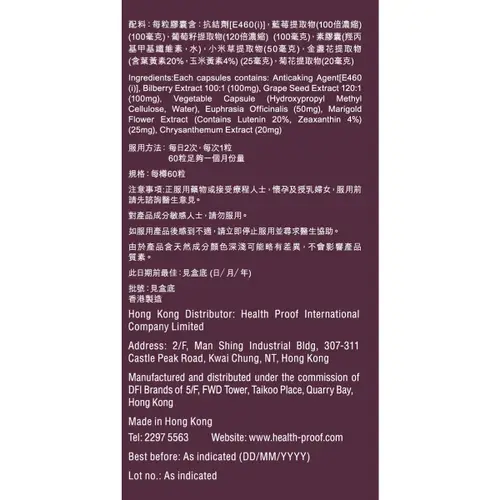 配料：每粒膠囊含：抗結劑[E460(i)]，藍莓提取物(100倍濃縮)
(100毫克)，葡萄籽提取物(120倍濃縮) (100毫克)，素膠囊(羥丙
基甲基纖維素，水)，小米草提取物(50毫克)，金盞花提取物
(含葉黃素20%，玉米黃素4%) (25毫克)，菊花提取物(20毫克)
Ingredients:Each capsules contains: Anticaking Agent[E460
(i)], Bilberry Extract 100:1 (100mg), Grape Seed Extract 120:1
(100mg), Vegetable Capsule (Hydroxypropyl Methyl
Cellulose, Water), Euphrasia Officinalis (50mg), Marigold
Flower Extract (Contains Lutenin 20%, Zeaxanthin 4%)
(25mg), Chrysanthemum Extract (20mg)
服用方法：每日2次，每次1粒
60粒足夠一個月份量
規格：每樽60粒
注意事項:正服用藥物或接受療程人士、懷孕及授乳婦女，服用前
請先諮詢醫生意見。
對產品成分敏感人士，請勿服用。
如服用產品後感到不適，請立即停止服用並尋求醫生協助。
由於產品含天然成分顏色深淺可能略有差異，不會影響產品
質素。
此日期前最佳：見盒底 (日/月/年)
批號：見盒底
香港製造
Hong Kong Distributor: Health Proof International
Company Limited
Address: 2/F, Man Shing Industrial Bldg, 307-311
Castle Peak Road, Kwai Chung, NT, Hong Kong
Manufactured and distributed under the commission of
DFI Brands of 5/F, FWD Tower, Taikoo Place, Quarry Bay,
Hong Kong
Made in Hong Kong
Tel: 2297 5563 Website: www.health-proof.com
Best before: As indicated (DD/MM/YYYY)
Lot no.: As indicated